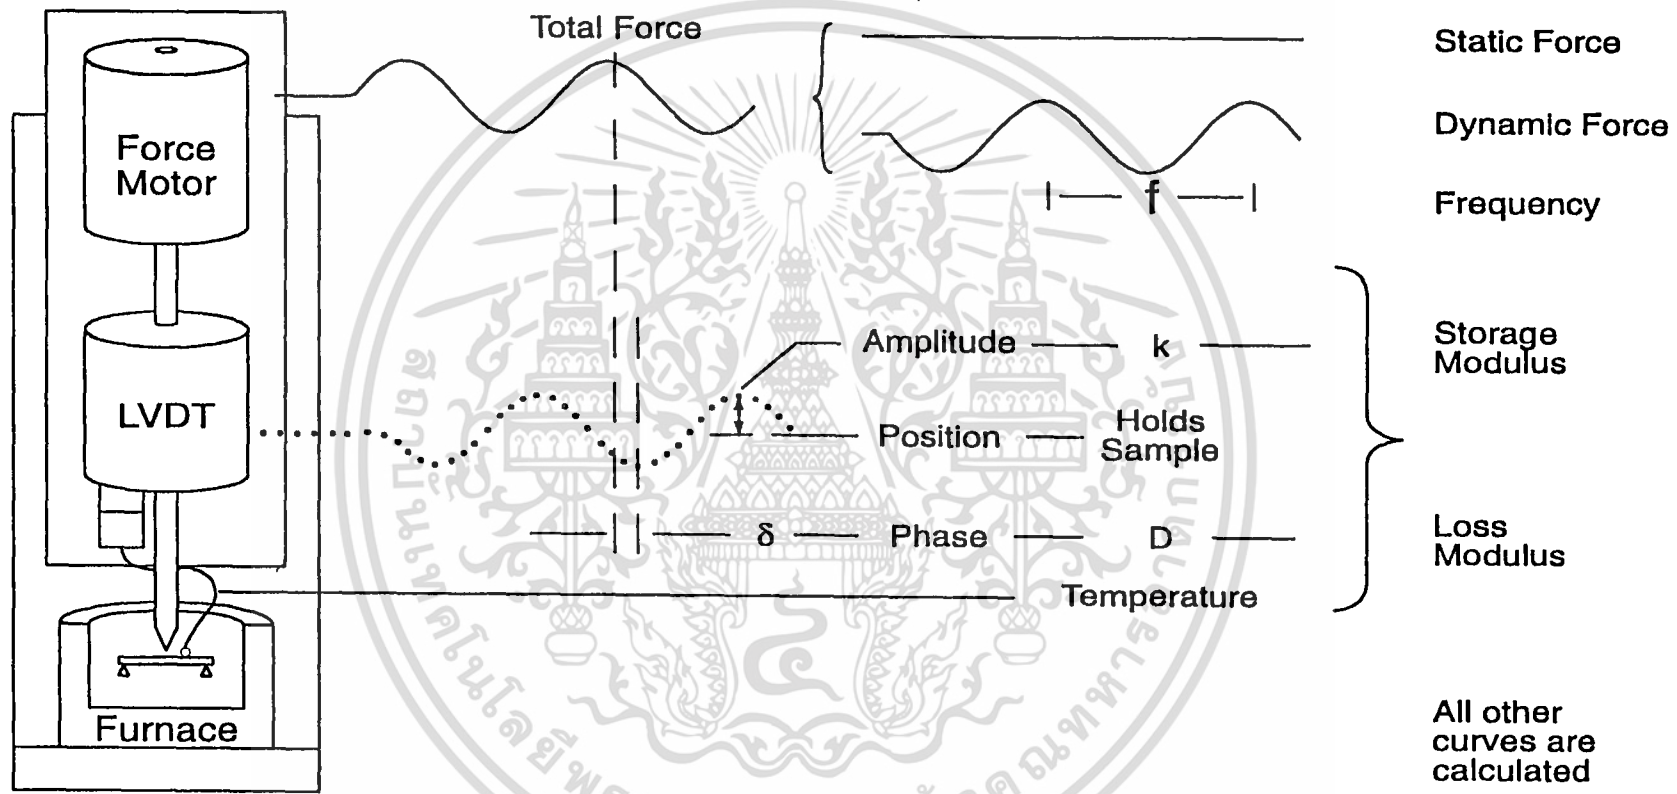 Total Force
Static Force
Dynamic Force
f
Frequency
Force
Motor
LVDT
Amplitude
k
Storage
Modulus
Position
Holds
Sample
δ
Phase
D
Loss
Modulus
Temperature
Furnace
All other
curves are
calculated